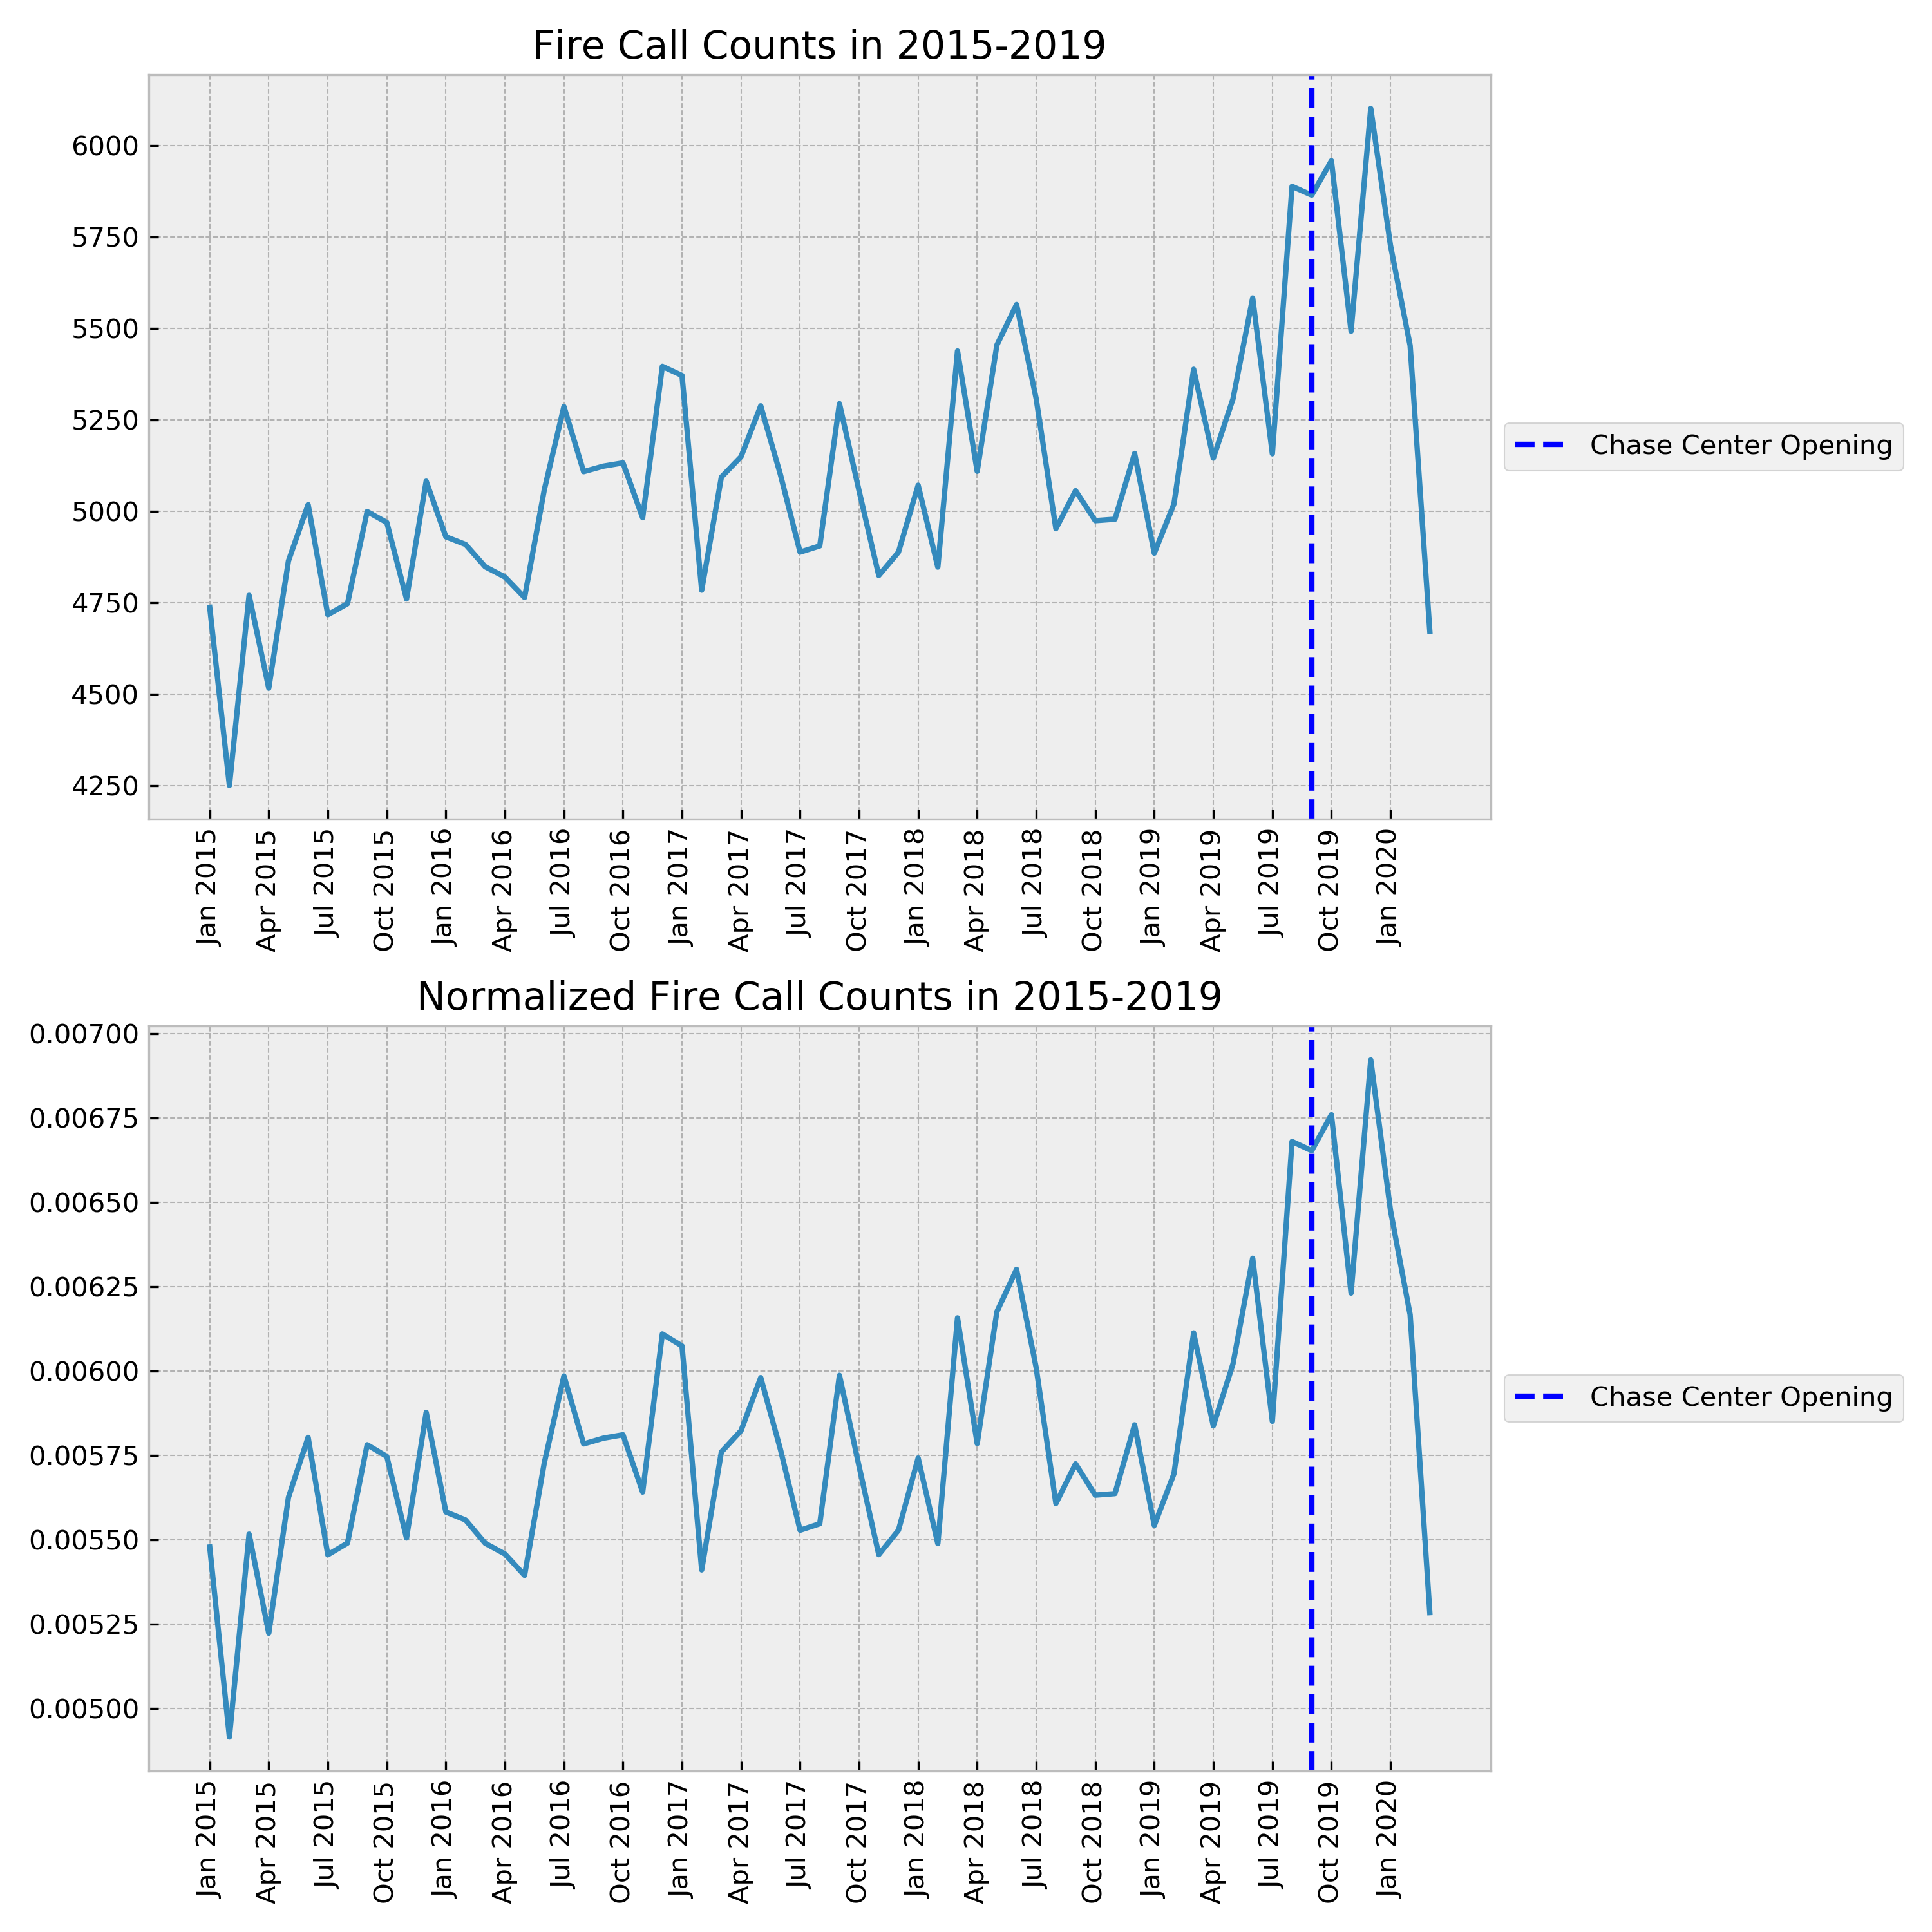 Fire Call Counts in 2015-2019
6000
5750
5500
5250
5000
4750
4500
4250
Jan 2015
Apr 2015
Jul 2015
Oct 2015
Jan 2016
Apr 2016
Jul 2016
Oct 2016
Jan 2017
Apr 2017
Jul 2017
Oct 2017
Jan 2018
Apr 2018
Jul 2018
Oct 2018
Jan 2019
Apr 2019
Jul 2019
Oct 2019
Jan 2020
Chase Center Opening
Normalized Fire Call Counts in 2015-2019
0.00700
0.00675
0.00650
0.00625
0.00600
0.00575
0.00550
0.00525
0.00500
Jan 2015
Apr 2015
Jul 2015
Oct 2015
Jan 2016
Apr 2016
Jul 2016
Oct 2016
Jan 2017
Apr 2017
Jul 2017
Oct 2017
Jan 2018
Apr 2018
Jul 2018
Oct 2018
Jan 2019
Apr 2019
Jul 2019
Oct 2019
Jan 2020
Chase Center Opening